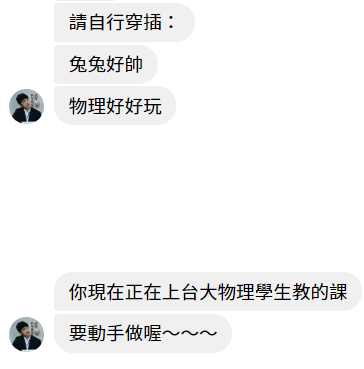 請自行穿插：
兔兔好帥
物理好好玩
你現在正在上台大物理學生教的課
要動手做喔～～～